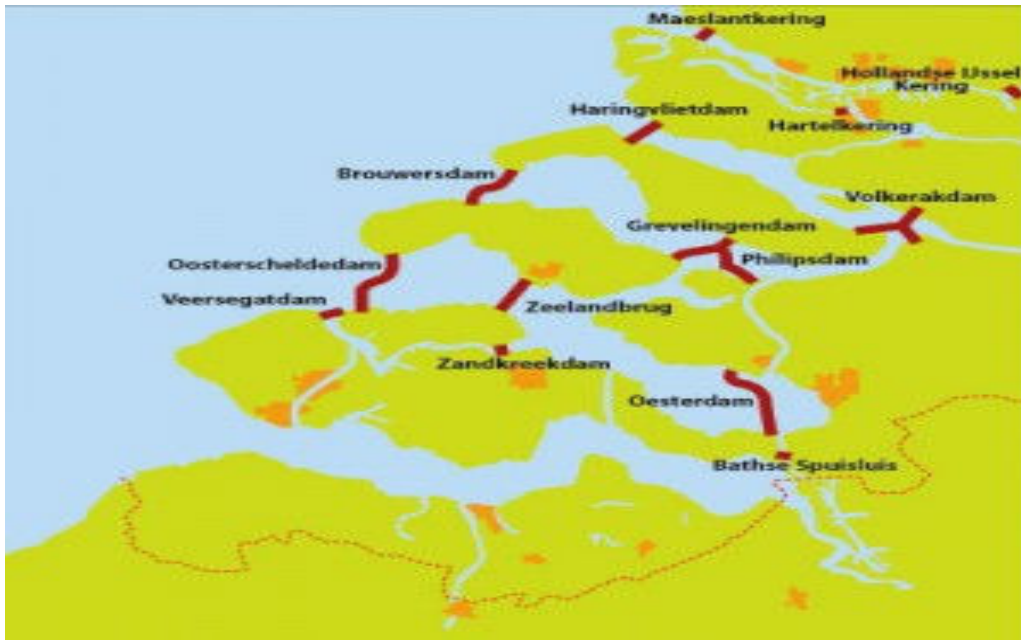 Maeslantkering
Hollandse IJssel
Kering
Haringvlietdam
Hartelkering
Brouwersdam
Volkerakdam
Grevelingendam
Oosterscheldedam
Philipsdam
Veersegatdam
Zeelandbrug
Zandkreekdam
Oesterdam
Bathse Spuisluis